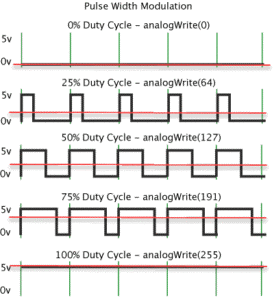 Pulse Width Modulation
0% Duty Cycle - analogWrite(0)
5v
0v
25% Duty Cycle - analogWrite(64)
5v
0v
50% Duty Cycle - analogWrite(127)
5v
0v
75% Duty Cycle - analogWrite(191)
5v
0v
100% Duty Cycle - analogWrite(255)
5v
0v